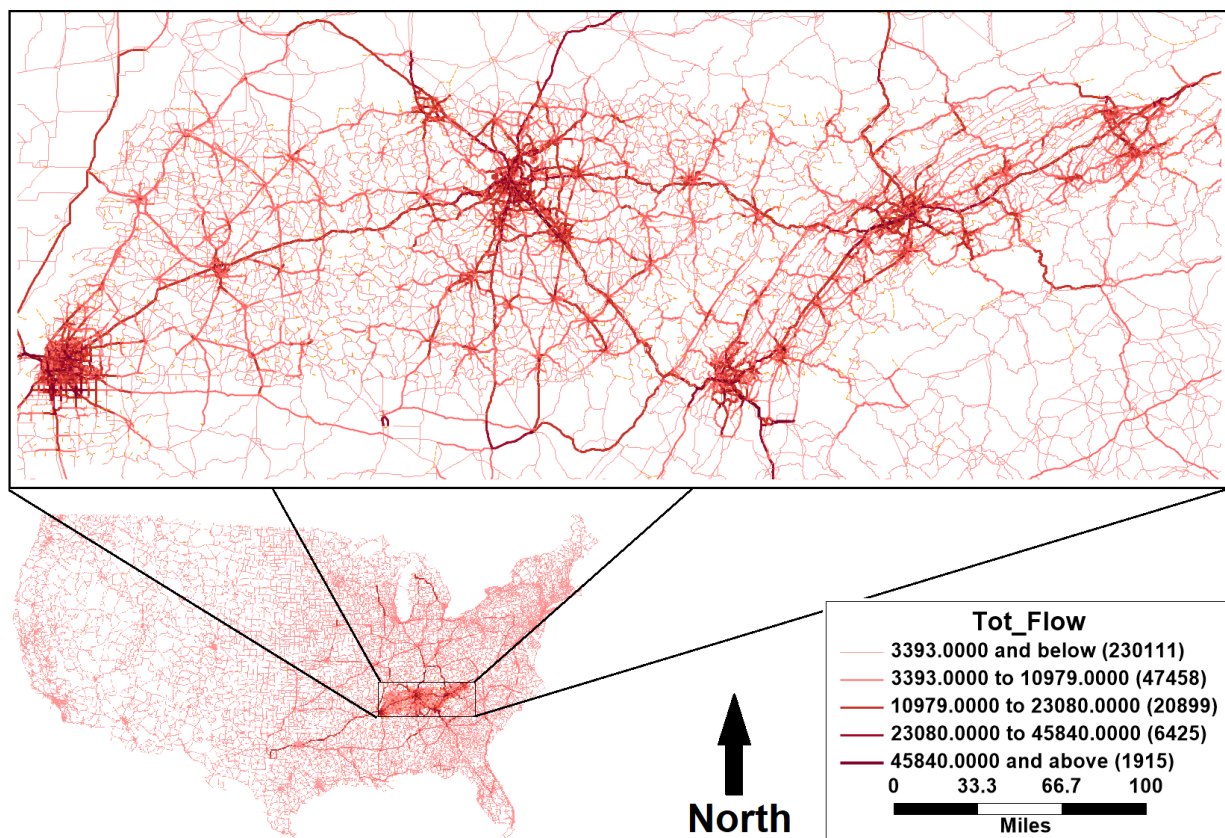 Tot_Flow
3393.0000 and below (230111)
3393.0000 to 10979.0000 (47458)
10979.0000 to 23080.0000 (20899)
23080.0000 to 45840.0000 (6425)
45840.0000 and above (1915)
0 33.3 66.7 100
Miles
North